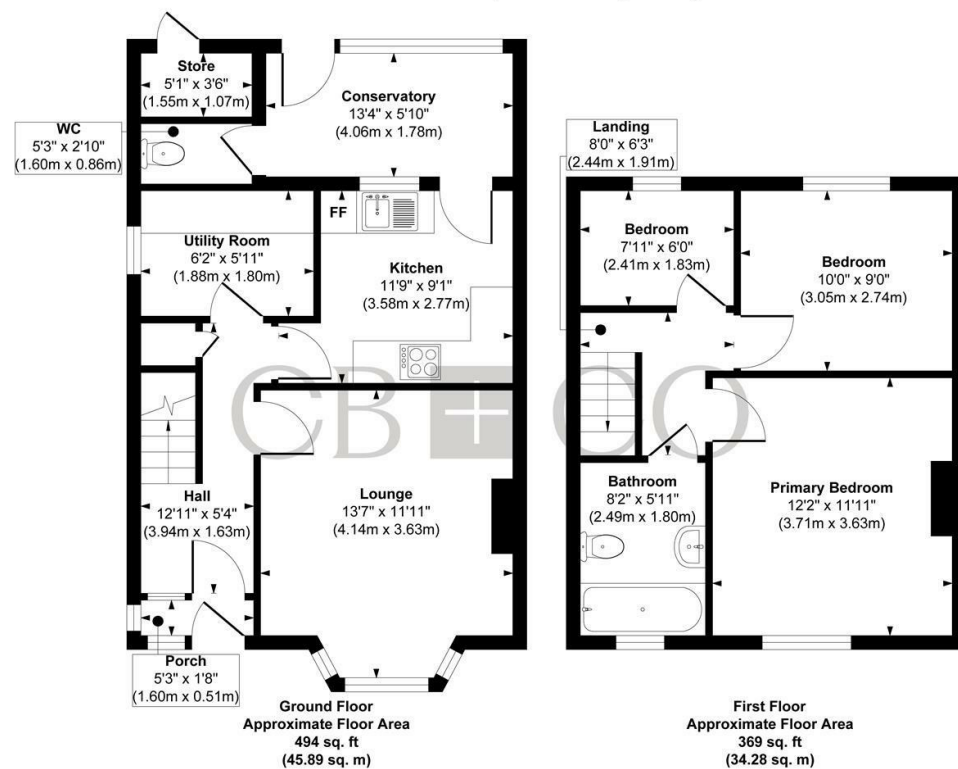 Store
5'1" x 3'6"
(1.55m x 1.07m)
WC
5'3" x 2'10"
(1.60m x 0.86m)
Conservatory
13'4" x 5'10"
(4.06m x 1.78m)
FF
Utility Room
6'2" x 5'11"
(1.88m x 1.80m)
Kitchen
11'9" x 9'1"
(3.58m x 2.77m)
Hall
12'11" x 5'4"
(3.94m x 1.63m)
Lounge
13'7" x 11'11"
(4.14m x 3.63m)
Porch
5'3" x 1'8"
(1.60m x 0.51m)
Ground Floor
Approximate Floor Area
494 sq. ft
(45.89 sq. m)
Landing
8'0" x 6'3"
(2.44m x 1.91m)
Bedroom
7'11" x 6'0"
(2.41m x 1.83m)
Bedroom
10'0" x 9'0"
(3.05m x 2.74m)
Bathroom
8'2" x 5'11"
(2.49m x 1.80m)
Primary Bedroom
12'2" x 11'11"
(3.71m x 3.63m)
First Floor
Approximate Floor Area
369 sq. ft
(34.28 sq. m)
CB + CO